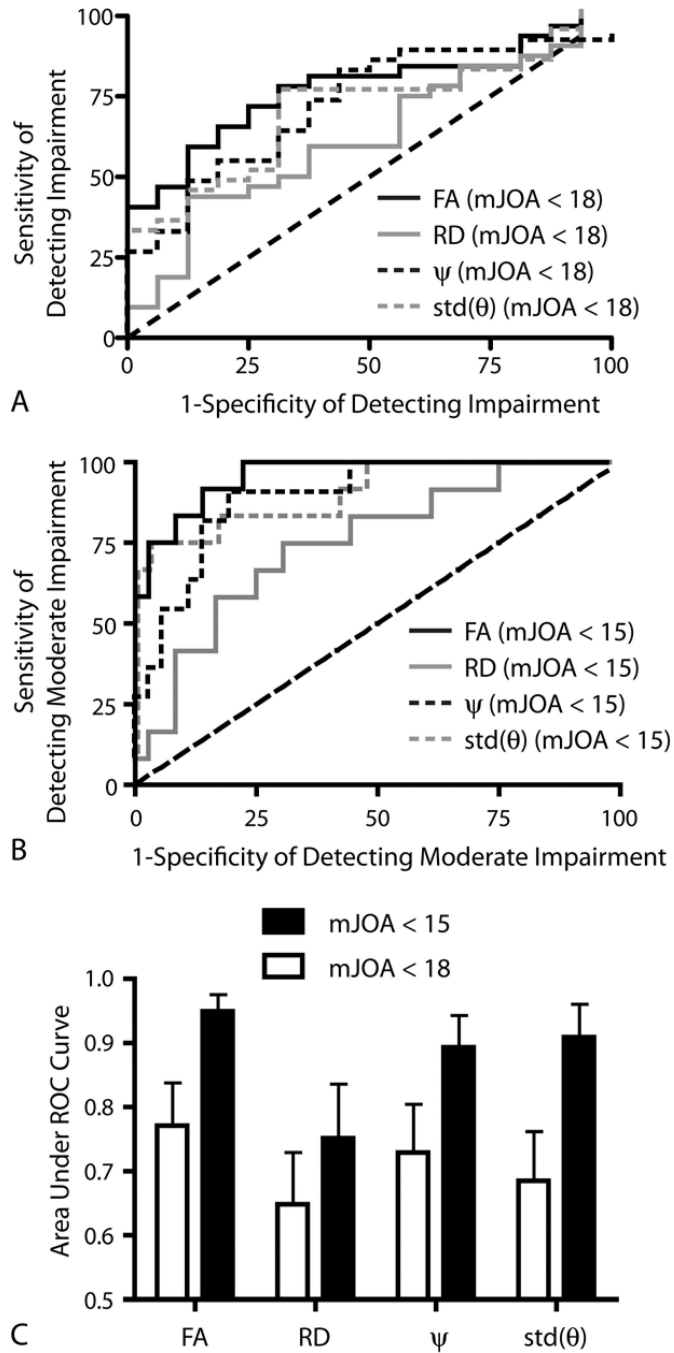 100
75
50
25
0
Sensitivity of
Detecting Impairment
FA (mJOA < 18)
RD (mJOA < 18)
ψ (mJOA < 18)
std(θ) (mJOA < 18)
0 25 50 75 100
1-Specificity of Detecting Impairment
A
100
75
50
25
0
Sensitivity of
Detecting Moderate Impairment
FA (mJOA < 15)
RD (mJOA < 15)
ψ (mJOA < 15)
std(θ) (mJOA < 15)
0 25 50 75 100
1-Specificity of Detecting Moderate Impairment
B
mJOA < 15
mJOA < 18
1.0
0.9
0.8
0.7
0.6
0.5
Area Under ROC Curve
FA RD ψ std(θ)
C